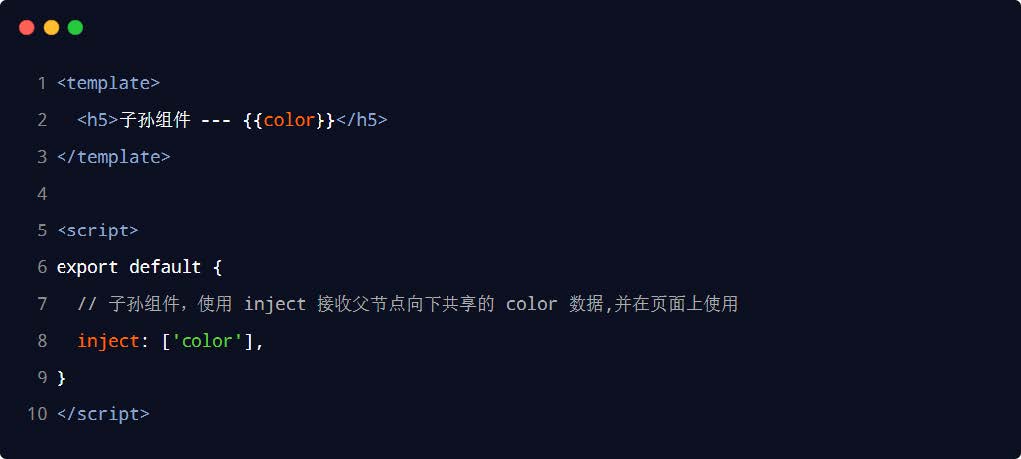 1 <template>
2   <h5>子孙组件 --- {{color}}</h5>
3 </template>
4
5 <script>
6 export default {
7   // 子孙组件，使用 inject 接收父节点向下共享的 color 数据,并在页面上使用
8   inject: ['color'],
9 }
10 </script>